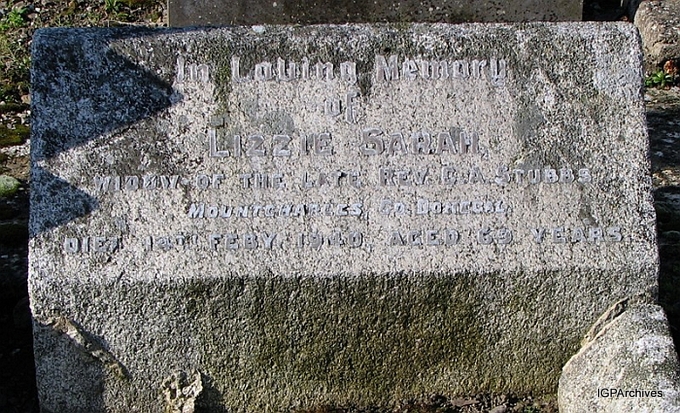 In Loving Memory
of
LIZZIE SARAH
WIDOW OF THE LATE REV. C.A. STUBBS
MOUNTCHARLES, CO. DONEGAL
DIED 13TH FEBY. 1940 AGED 69 YEARS
IGPArchives